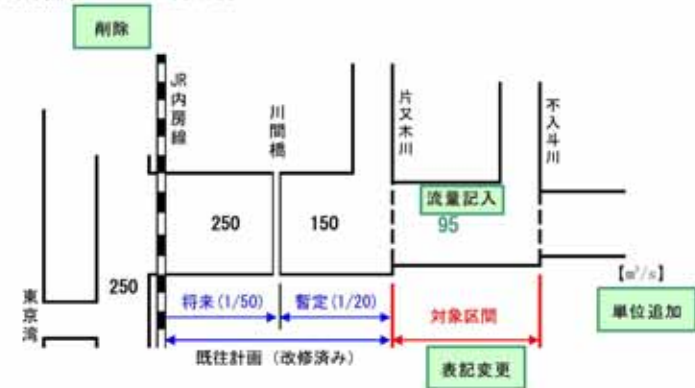 削除
JR内房線
川間橋
片又木川
不入斗川
流量記入
250
150
95
250
東京湾
【m³/s】
将来(1/50)
暫定(1/20)
対象区間
単位追加
既往計画（改修済み）
表記変更